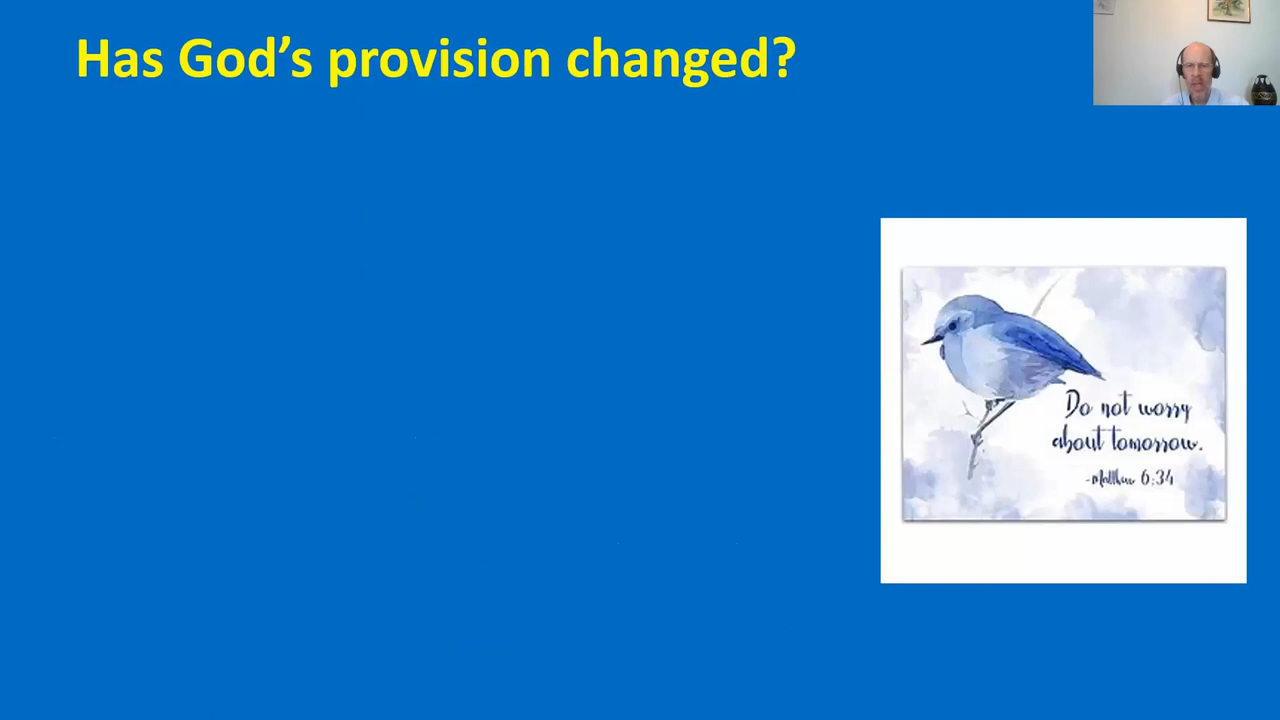 Has God’s provision changed?
Do not worry
about tomorrow.
-Matthew 6:34